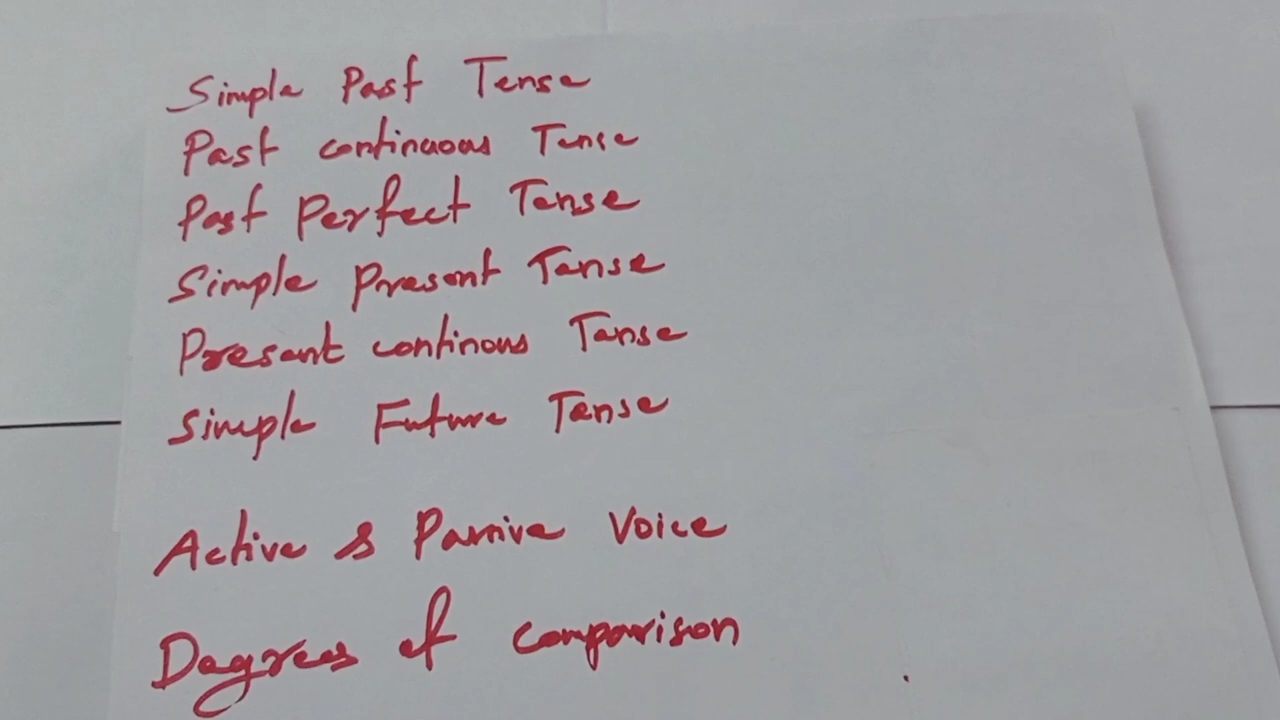 Simple Past Tense
Past continuous Tense
Past Perfect Tense
Simple Present Tense
Present continous Tense
Simple Future Tense
Active & Passive Voice
Degrees of comparison